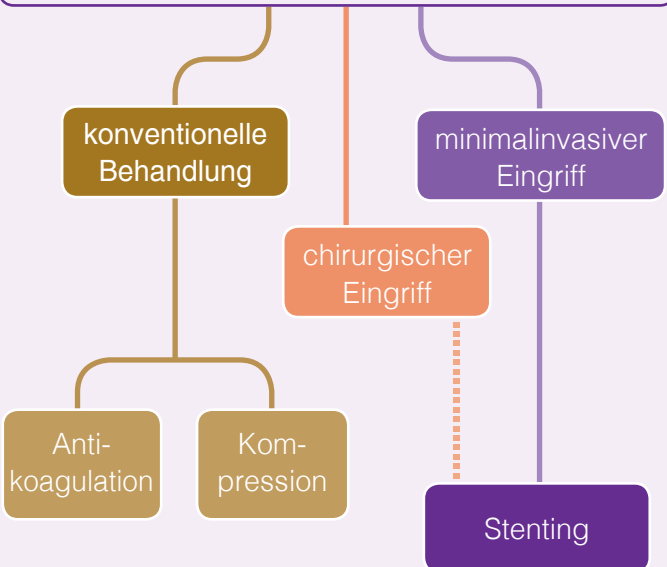 konventionelle
Behandlung
minimalinvasiver
Eingriff
chirurgischer
Eingriff
Anti-
koagulation
Kom-
pression
Stenting